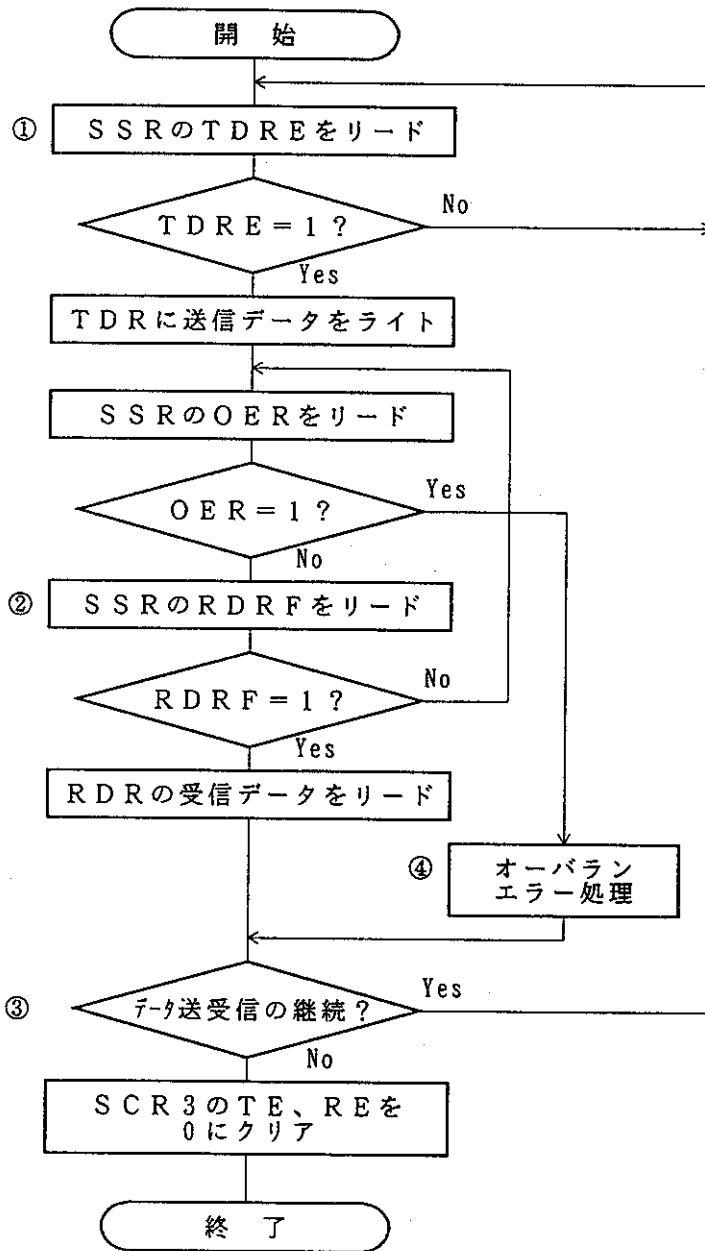 開 始
① SSRのTDREをリード
TDRE=1?
No
Yes
TDRに送信データをライト
SSRのOERをリード
OER=1?
Yes
No
② SSRのRDRFをリード
RDRF=1?
No
Yes
RDRの受信データをリード
④ オーバラン
エラー処理
③ データ送受信の継続?
Yes
No
SCR3のTE、REを
0にクリア
終 了